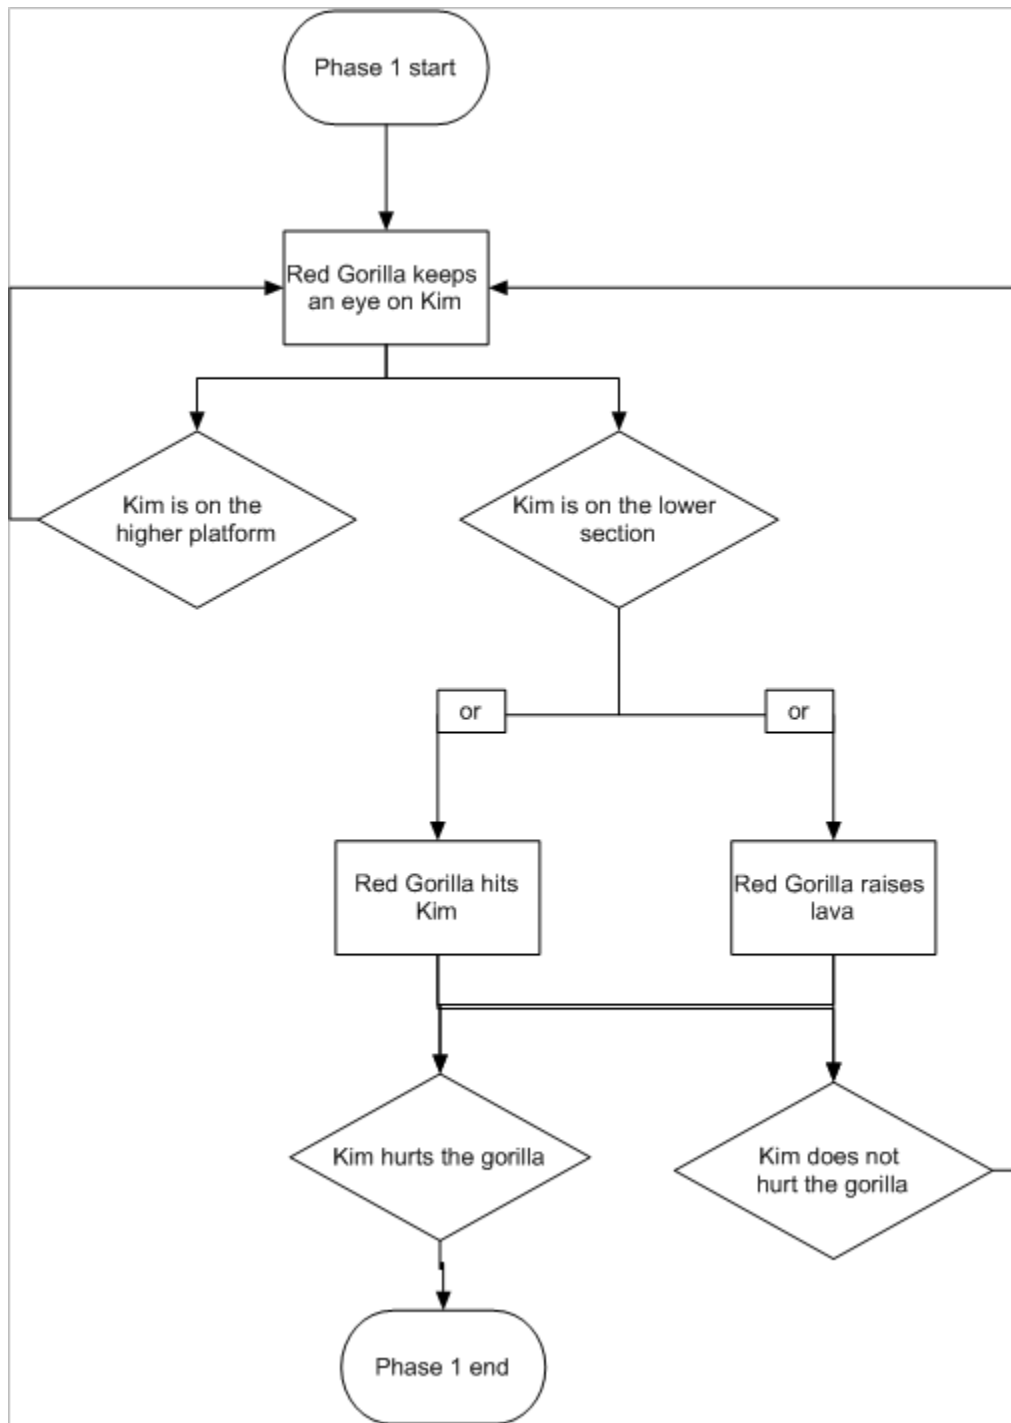 Phase 1 start
Red Gorilla keeps
an eye on Kim
Kim is on the
higher platform
Kim is on the lower
section
or
or
Red Gorilla hits
Kim
Red Gorilla raises
lava
Kim hurts the gorilla
Kim does not
hurt the gorilla
Phase 1 end